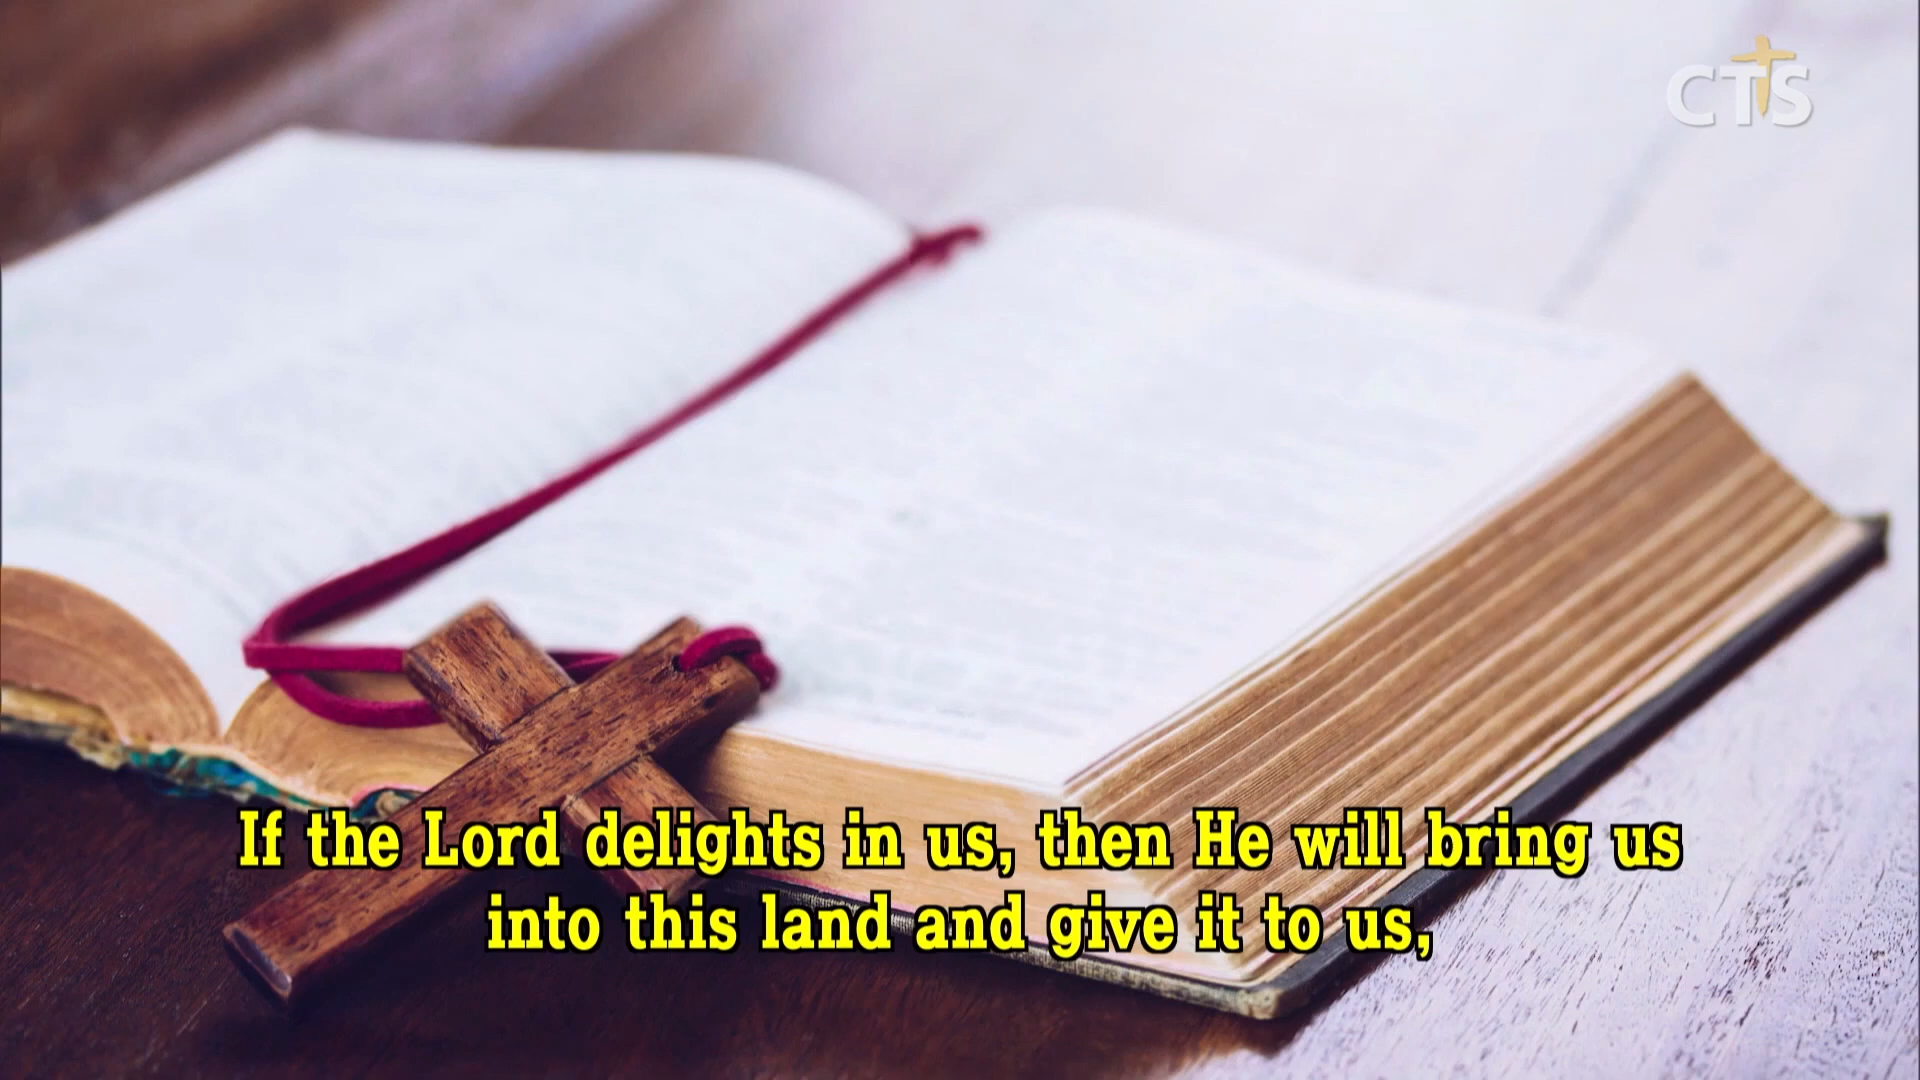 CTS
If the Lord delights in us, then He will bring us
into this land and give it to us,